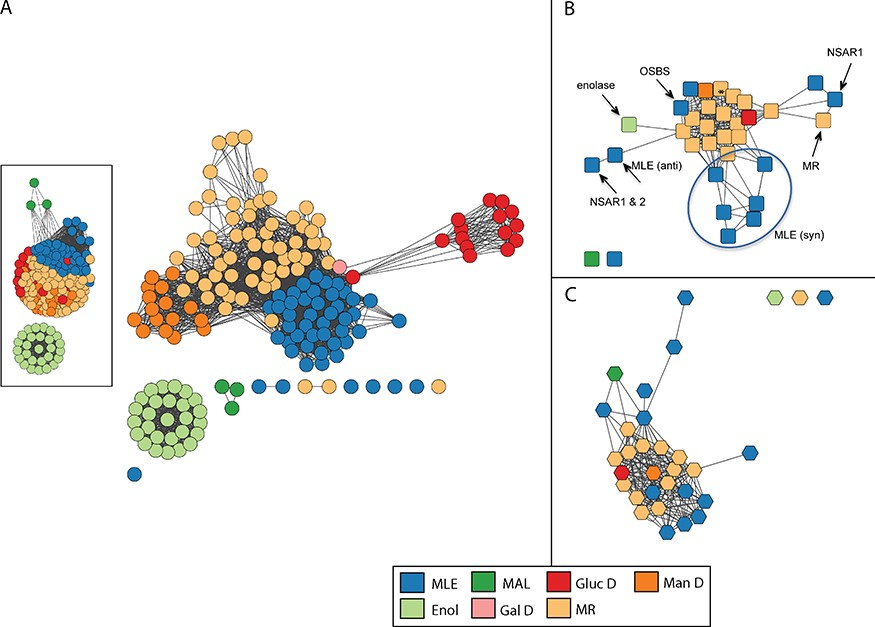 A
B
NSAR1
OSBS
enolase
*
MLE (anti)
MR
NSAR1 & 2
MLE (syn)
C
MLE MAL Gluc D Man D
Enol Gal D MR